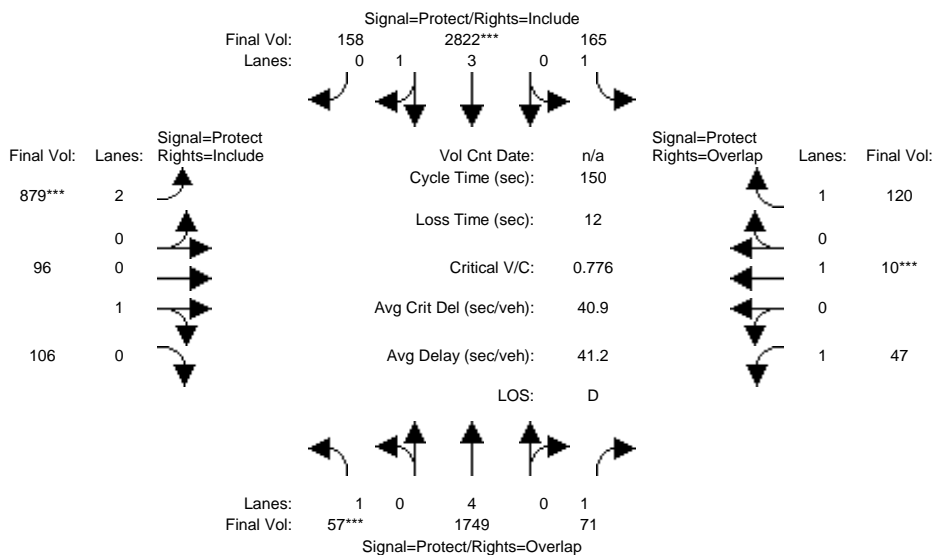 Signal=Protect/Rights=Include
Final Vol: 158 2822*** 165
Lanes: 0 1 3 0 1
Signal=Protect Signal=Protect
Final Vol: Lanes: Rights=Include Vol Cnt Date: n/a Rights=Overlap Lanes: Final Vol:
Cycle Time (sec): 150
879*** 2 1 120
Loss Time (sec): 12
0 0
96 0 Critical V/C: 0.776 1 10***
1 Avg Crit Del (sec/veh): 40.9 0
106 0 Avg Delay (sec/veh): 41.2 1 47
LOS: D
Lanes: 1 0 4 0 1
Final Vol: 57*** 1749 71
Signal=Protect/Rights=Overlap